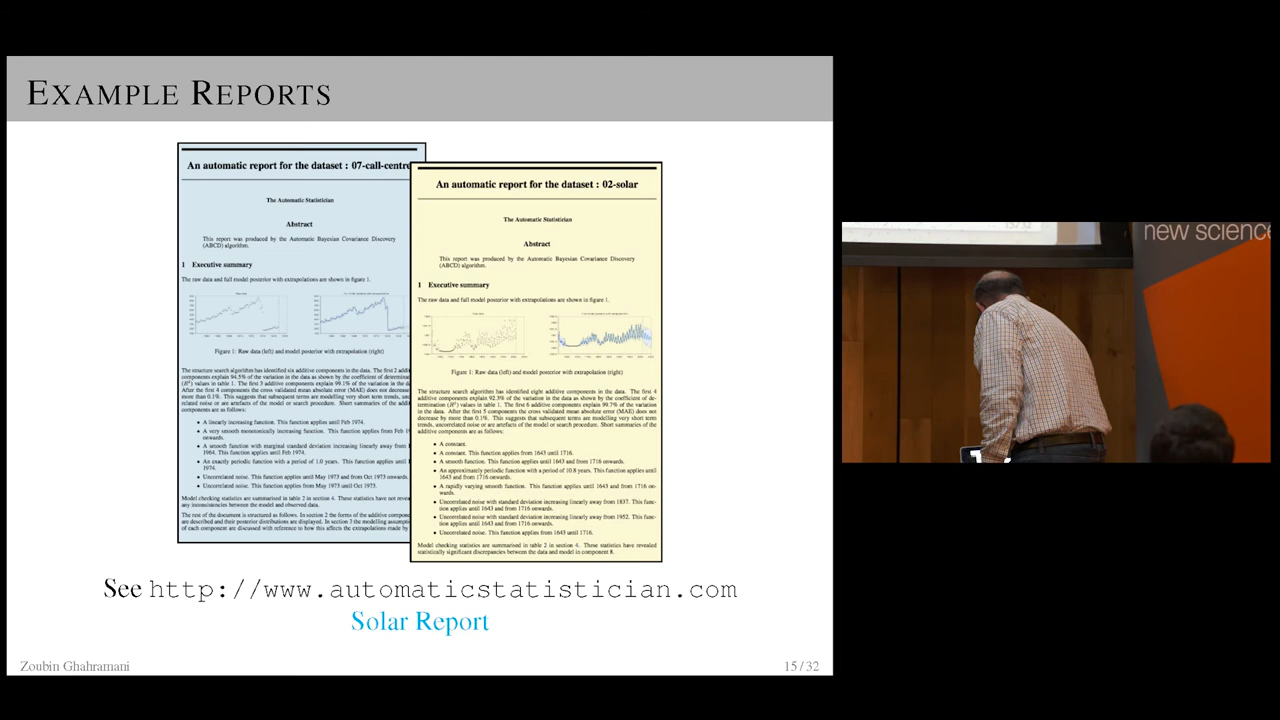 EXAMPLE REPORTS
An automatic report for the dataset : 07-call-centre
The Automatic Statistician
Abstract
This report was produced by the Automatic Bayesian Covariance Discovery
(ABCD) algorithm.
1 Executive summary
The raw data and full model posterior with extrapolations are shown in figure 1.
Figure 1: Raw data (left) and model posterior with extrapolation (right)
The structure search algorithm has identified six additive components in the data. The first 2
components explain 94.5% of the variation in the data as shown by the coefficient of
(R²) values in table 1. The first 3 additive components explain 99.1% of the variation in the
After the first 4 components the cross validated mean absolute error (MAE) does not
more than 0.1%. This suggests that subsequent terms are modelling very short term trends,
related noise or are artefacts of the model or search procedure. Short summaries of the
components are as follows:
• A linearly increasing function. This function applies until Feb 1974.
• A very smooth monotonically increasing function. This function applies from Feb
onwards.
• A smooth function with marginal standard deviation increasing linearly away from
1964. This function applies until Feb 1974.
• An exactly periodic function with a period of 1.0 years. This function applies until
1974.
• Uncorrelated noise. This function applies until May 1973 and from Oct 1973 onwards.
• Uncorrelated noise. This function applies from May 1973 until Oct 1973.
Model checking statistics are summarised in table 2 in section 4. These statistics have not
any inconsistencies between the model and observed data.
The rest of the document is structured as follows. In section 2 the forms of the additive
are described and their posterior distributions are displayed. In section 3 the modelling
of each component are discussed with reference to how this affects the extrapolations made by
An automatic report for the dataset : 02-solar
The Automatic Statistician
Abstract
This report was produced by the Automatic Bayesian Covariance Discovery
(ABCD) algorithm.
1 Executive summary
The raw data and full model posterior with extrapolations are shown in figure 1.
Figure 1: Raw data (left) and model posterior with extrapolation (right)
The structure search algorithm has identified eight additive components in the data. The first 4
additive components explain 92.3% of the variation in the data as shown by the coefficient of de-
termination (R²) values in table 1. The first 6 additive components explain 99.7% of the variation
in the data. After the first 5 components the cross validated mean absolute error (MAE) does not
decrease by more than 0.1%. This suggests that subsequent terms are modelling very short term
trends, uncorrelated noise or are artefacts of the model or search procedure. Short summaries of the
additive components are as follows:
• A constant.
• A constant. This function applies from 1643 until 1716.
• A smooth function. This function applies until 1643 and from 1716 onwards.
• An approximately periodic function with a period of 10.8 years. This function applies until
1643 and from 1716 onwards.
• A rapidly varying smooth function. This function applies until 1643 and from 1716 on-
wards.
• Uncorrelated noise with standard deviation increasing linearly away from 1837. This func-
tion applies until 1643 and from 1716 onwards.
• Uncorrelated noise with standard deviation increasing linearly away from 1952. This func-
tion applies until 1643 and from 1716 onwards.
• Uncorrelated noise. This function applies from 1643 until 1716.
Model checking statistics are summarised in table 2 in section 4. These statistics have revealed
statistically significant discrepancies between the data and model in component 8.
See http://www.automaticstatistician.com
Solar Report
Zoubin Ghahramani
15 / 32
15/32
new science